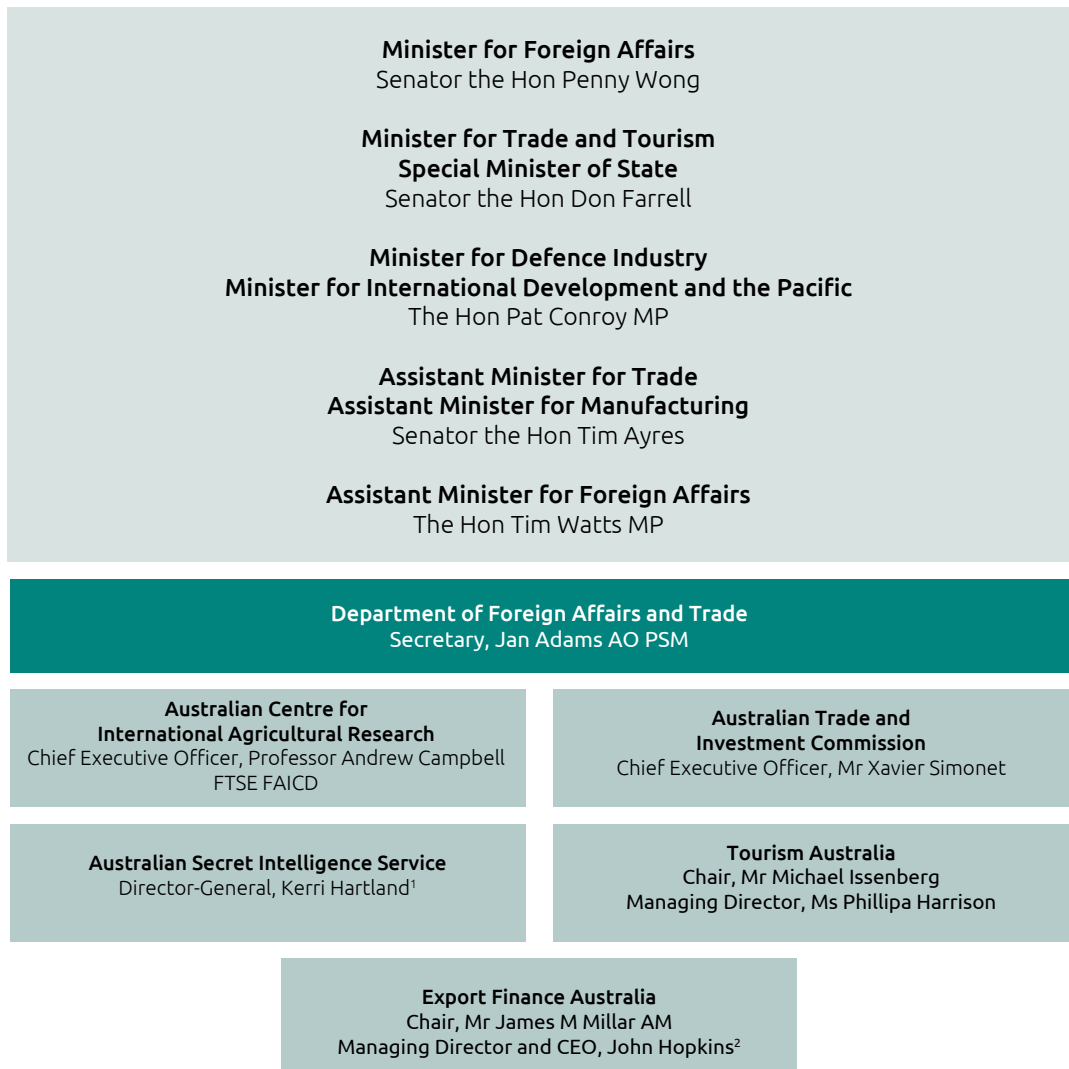 Minister for Foreign Affairs
Senator the Hon Penny Wong
Minister for Trade and Tourism
Special Minister of State
Senator the Hon Don Farrell
Minister for Defence Industry
Minister for International Development and the Pacific
The Hon Pat Conroy MP
Assistant Minister for Trade
Assistant Minister for Manufacturing
Senator the Hon Tim Ayres
Assistant Minister for Foreign Affairs
The Hon Tim Watts MP
Department of Foreign Affairs and Trade
Secretary, Jan Adams AO PSM
Australian Centre for
International Agricultural Research
Chief Executive Officer, Professor Andrew Campbell
FTSE FAICD
Australian Trade and
Investment Commission
Chief Executive Officer, Mr Xavier Simonet
Australian Secret Intelligence Service
Director-General, Kerri Hartland¹
Tourism Australia
Chair, Mr Michael Issenberg
Managing Director, Ms Phillipa Harrison
Export Finance Australia
Chair, Mr James M Millar AM
Managing Director and CEO, John Hopkins²